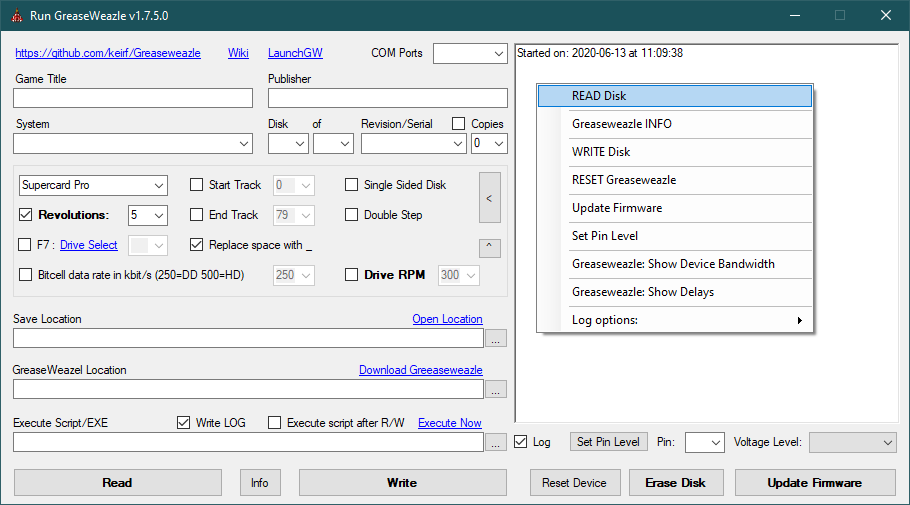 Run GreaseWeazle v1.7.5.0
https://github.com/keirf/Greaseweazle Wiki LaunchGW COM Ports
Game Title Publisher
System Disk of Revision/Serial Copies
0
Supercard Pro Start Track 0 Single Sided Disk <
Revolutions: 5 End Track 79 Double Step
F7 : Drive Select Replace space with _ ^
Bitcell data rate in kbit/s (250=DD 500=HD) 250 Drive RPM 300
Save Location Open Location
...
GreaseWeazel Location Download Greeaseweazle
...
Execute Script/EXE Write LOG Execute script after R/W Execute Now
...
Read Info Write
Started on: 2020-06-13 at 11:09:38
READ Disk
Greaseweazle INFO
WRITE Disk
RESET Greaseweazle
Update Firmware
Set Pin Level
Greaseweazle: Show Device Bandwidth
Greaseweazle: Show Delays
Log options:
Log Set Pin Level Pin: Voltage Level:
Reset Device Erase Disk Update Firmware